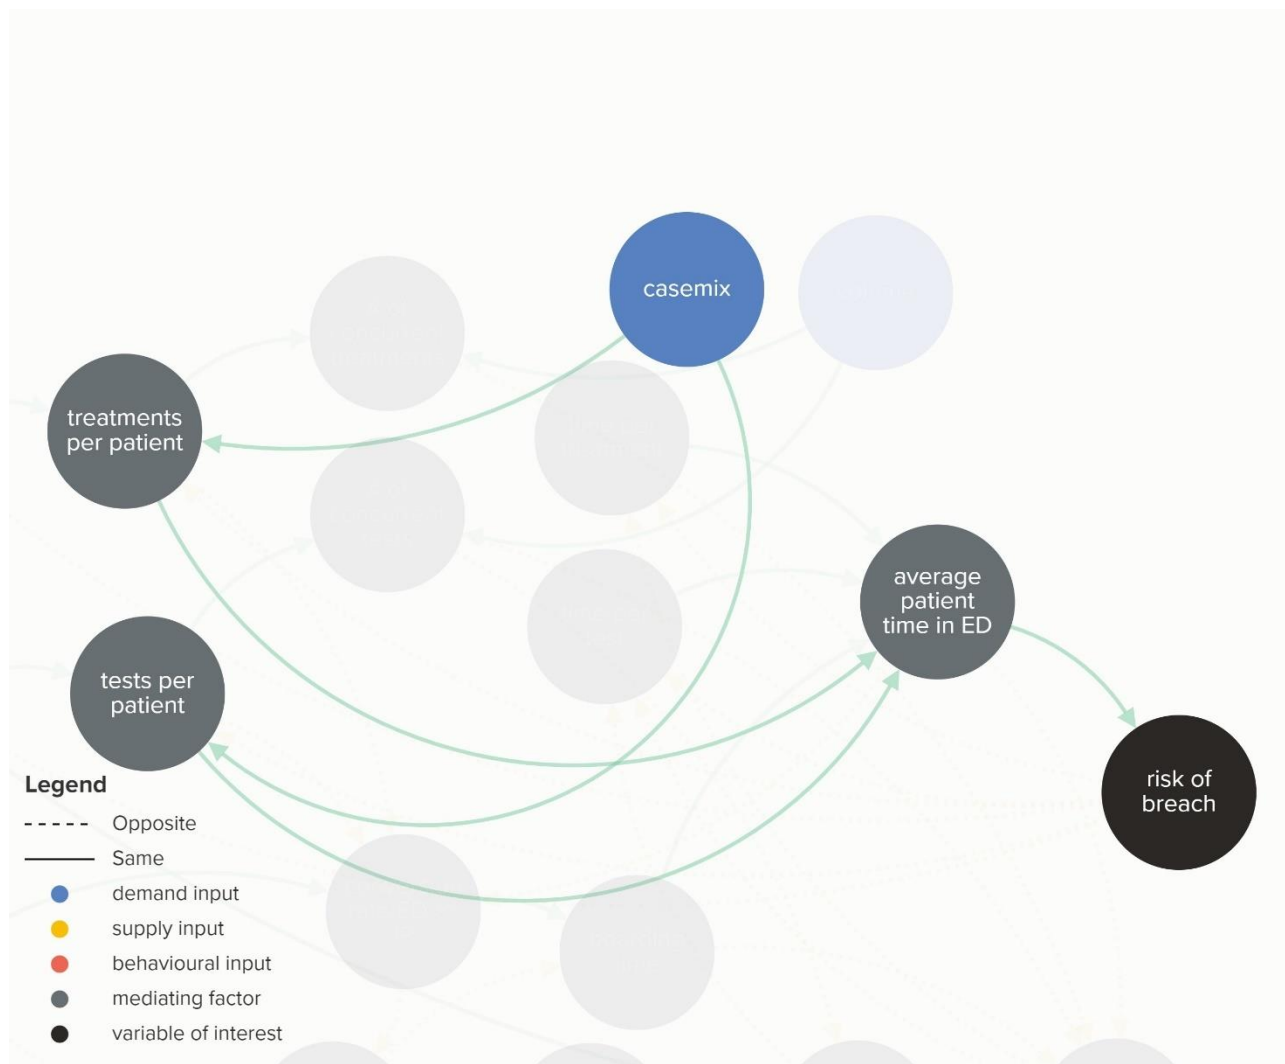 casemix
treatments
per patient
average
patient
time in ED
tests per
patient
risk of
breach
Legend
Opposite
Same
demand input
supply input
behavioural input
mediating factor
variable of interest